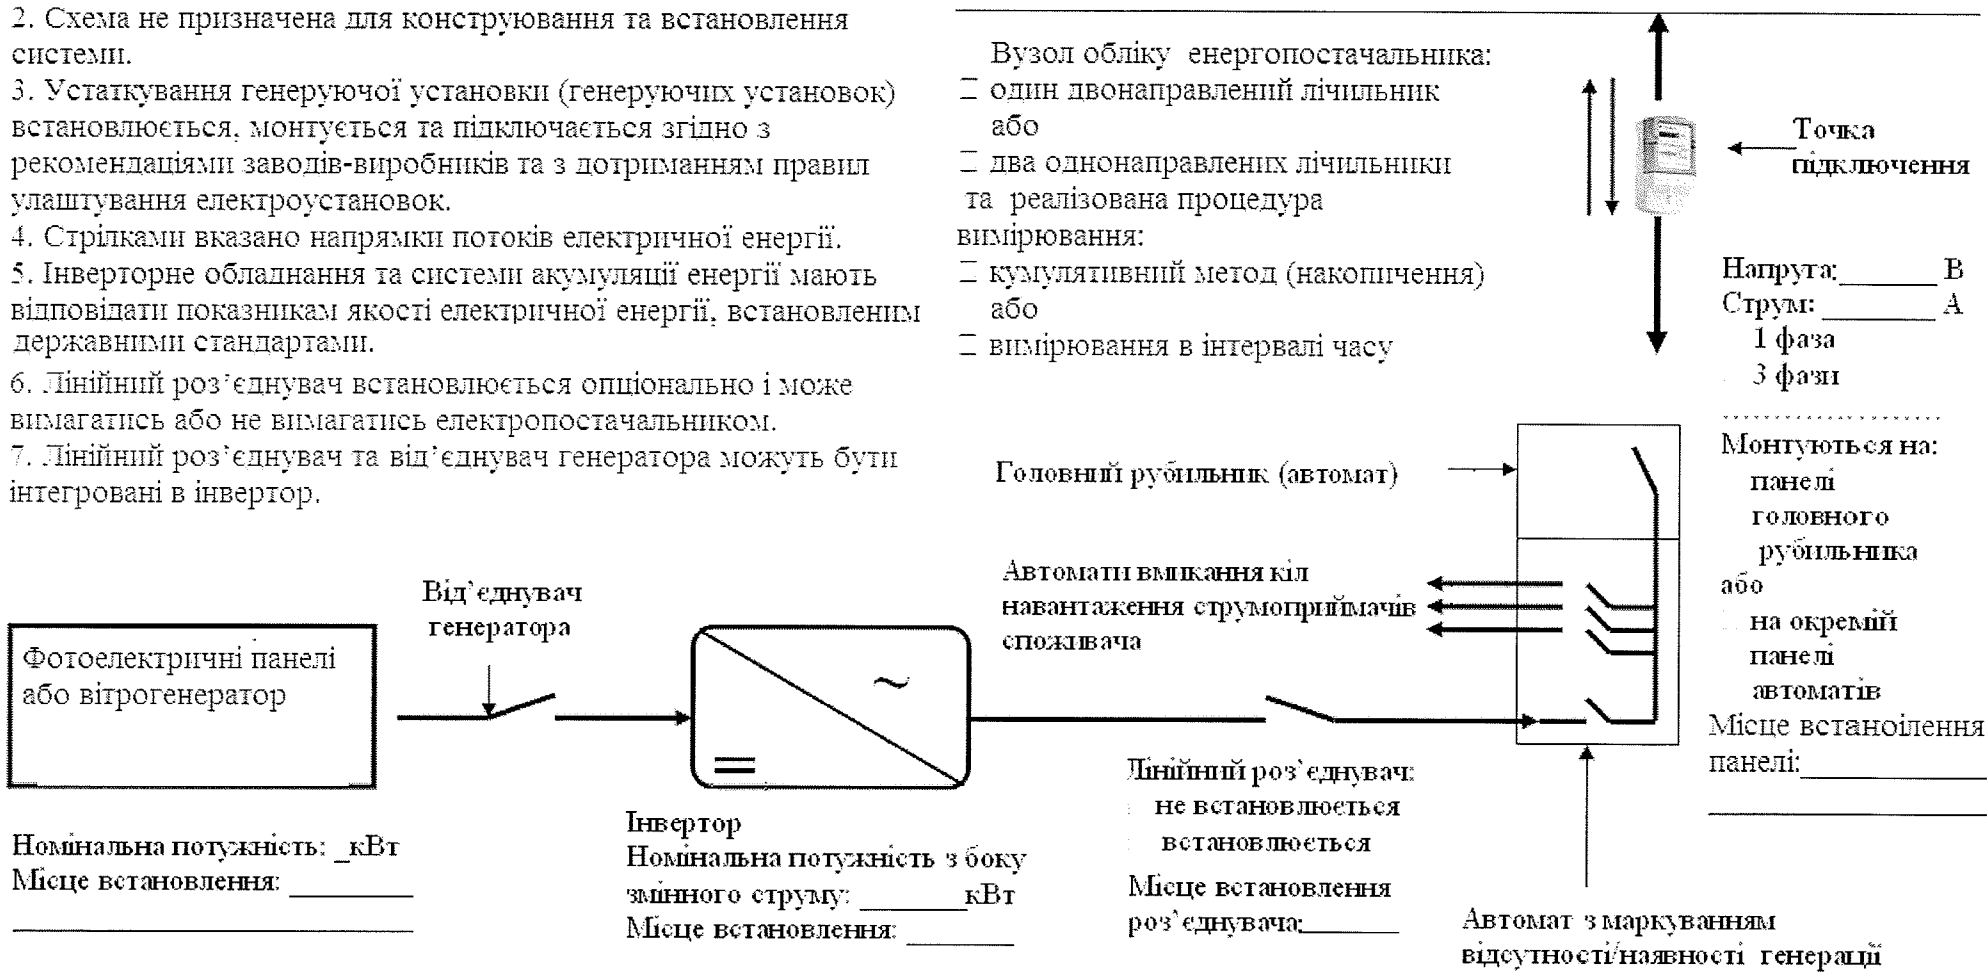 2. Схема не призначена для конструювання та встановлення
системи.
3. Устаткування генеруючої установки (генеруючих установок)
встановлюється, монтується та підключається згідно з
рекомендаціями заводів-виробників та з дотриманням правил
улаштування електроустановок.
4. Стрілками вказано напрямки потоків електричної енергії.
5. Інверторне обладнання та системи акумуляції енергії мають
відповідати показникам якості електричної енергії, встановленим
державними стандартами.
6. Лінійний роз’єднувач встановлюється опціонально і може
вимагатись або не вимагатись електропостачальником.
7. Лінійний роз’єднувач та від’єднувач генератора можуть бути
інтегровані в інвертор.
Вузол обліку енергопостачальника:
один двонаправлений лічильник
або
два однонаправлених лічильники
та реалізована процедура
вимірювання:
кумулятивний метод (накопичення)
або
вимірювання в інтервалі часу
Точка
підключення
Напруга:______ В
Струм: _______ А
1 фаза
3 фази
Головний рубильник (автомат)
Монтуються на:
панелі
головного
рубильника
або
на окремій
панелі
автоматів
Місце встаноілення
панелі:____________
Автомати вмикання кіл
навантаження струмоприймачів
споживача
Від’єднувач
генератора
Фотоелектричні панелі
або вітрогенератор
~
Номінальна потужність: _кВт
Місце встановлення: ________
Інвертор
Номінальна потужність з боку
змінного струму: _______кВт
Місце встановлення: _______
Лінійний роз’єднувач:
не встановлюється
встановлюється
Місце встановлення
роз’єднувача:______
Автомат з маркуванням
відсутності/наявності генерації